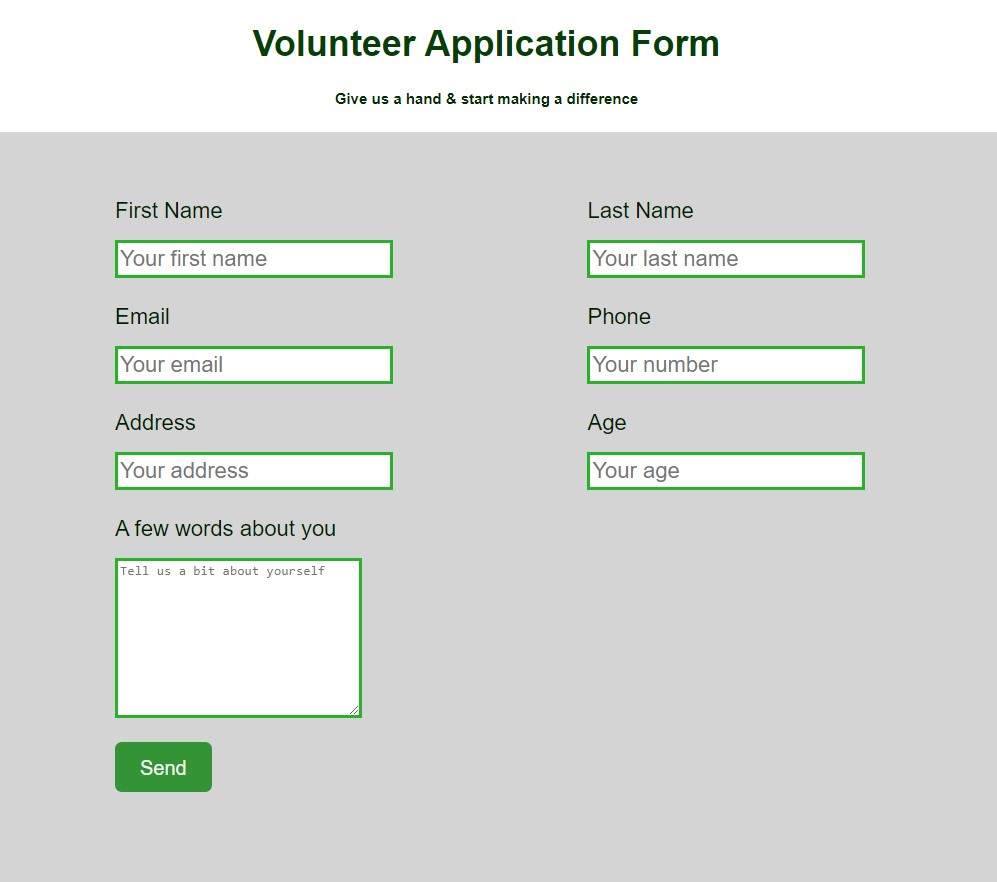 Volunteer Application Form
Give us a hand & start making a difference
First Name
Last Name
Your first name
Your last name
Email
Phone
Your email
Your number
Address
Age
Your address
Your age
A few words about you
Tell us a bit about yourself
Send